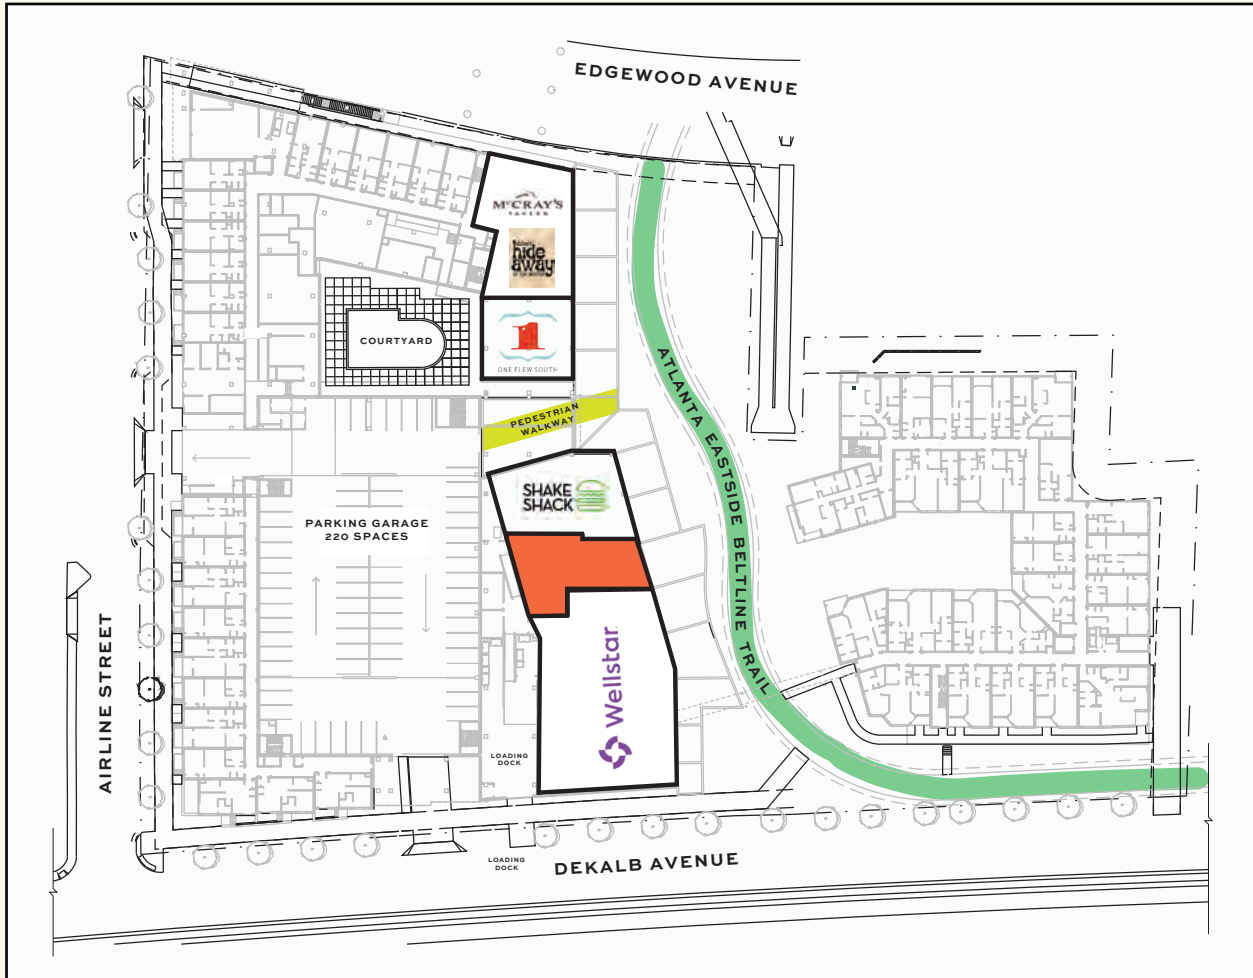 EDGEWOOD AVENUE
McCRAY'S
TAVERN
hide
away
1
ONE FLEW SOUTH
COURTYARD
PEDESTRIAN
WALKWAY
ATLANTA EASTSIDE BELTLINE TRAIL
SHAKE
SHACK
PARKING GARAGE
220 SPACES
Wellstar
AIRLINE STREET
LOADING
DOCK
LOADING
DOCK
DEKALB AVENUE